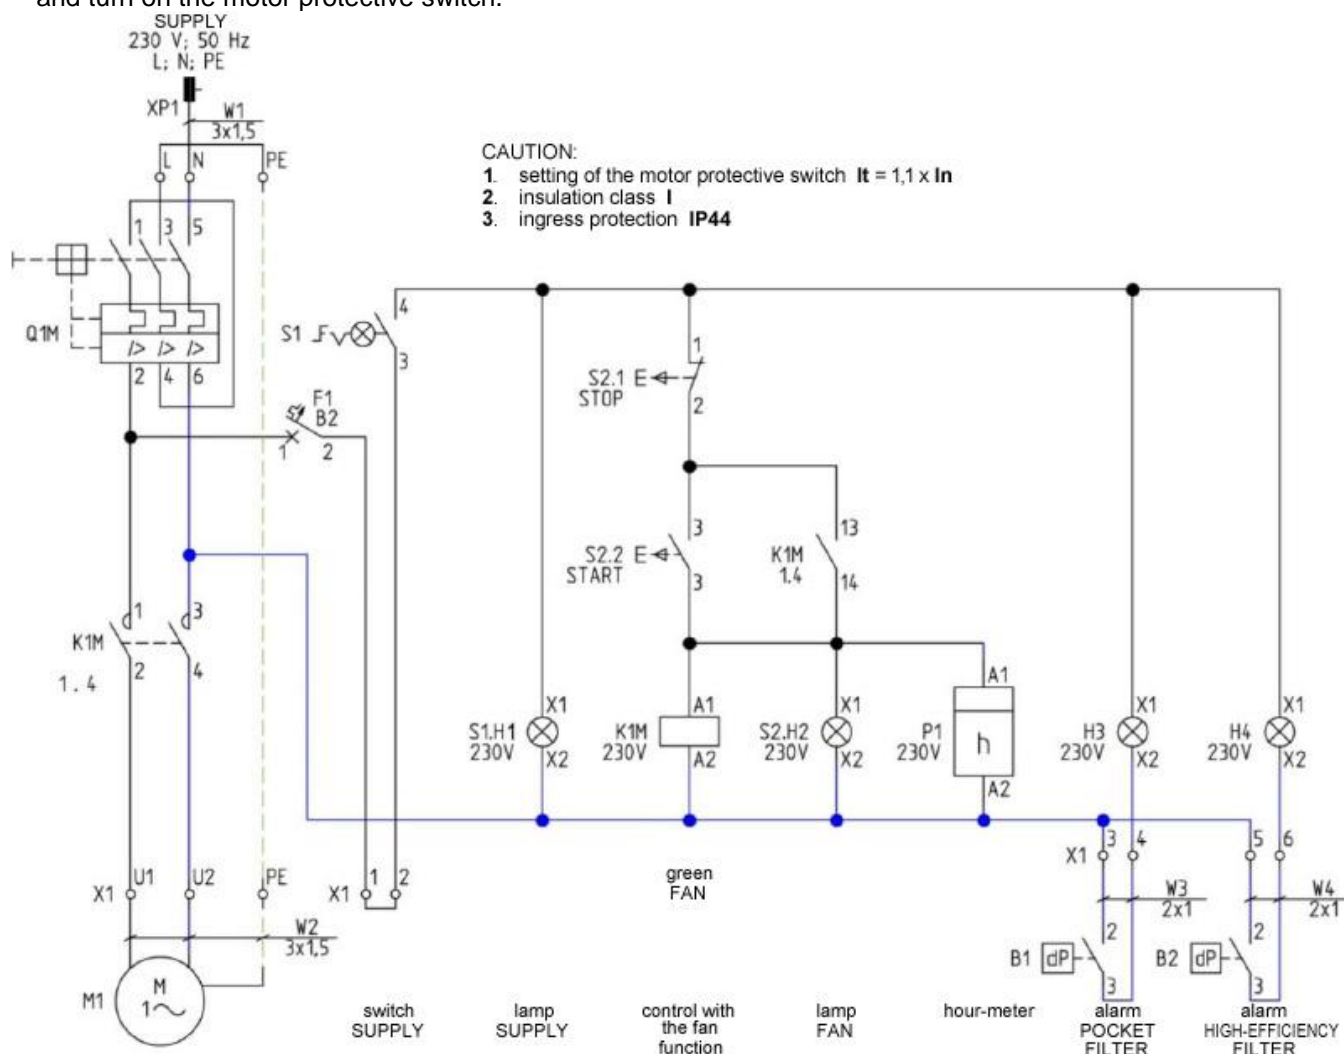 and turn on the motor protective switch.
SUPPLY
230 V; 50 Hz
L; N; PE
XP1
W1
3x1,5
L
N
PE
CAUTION:
1. setting of the motor protective switch It = 1,1 x In
2. insulation class I
3. ingress protection IP44
1 3 5
Q1M
I> I> I>
2 4 6
F1
B2
1
2
S1
4
3
S2.1
STOP
E
1
2
S2.2
START
E
3
3
K1M
1.4
13
14
K1M
1.4
1
3
2
4
S1.H1
230V
X1
X2
K1M
230V
A1
A2
S2.H2
230V
X1
X2
P1
230V
A1
h
A2
H3
230V
X1
X2
H4
230V
X1
X2
X1
3
4
5
6
green
FAN
X1
U1
U2
PE
X1
1
2
W2
3x1,5
W3
2x1
W4
2x1
B1
dP
2
3
B2
dP
2
3
M1
M
1~
switch
SUPPLY
lamp
SUPPLY
control with
the fan
function
lamp
FAN
hour-meter
alarm
POCKET
FILTER
alarm
HIGH-EFFICIENCY
FILTER